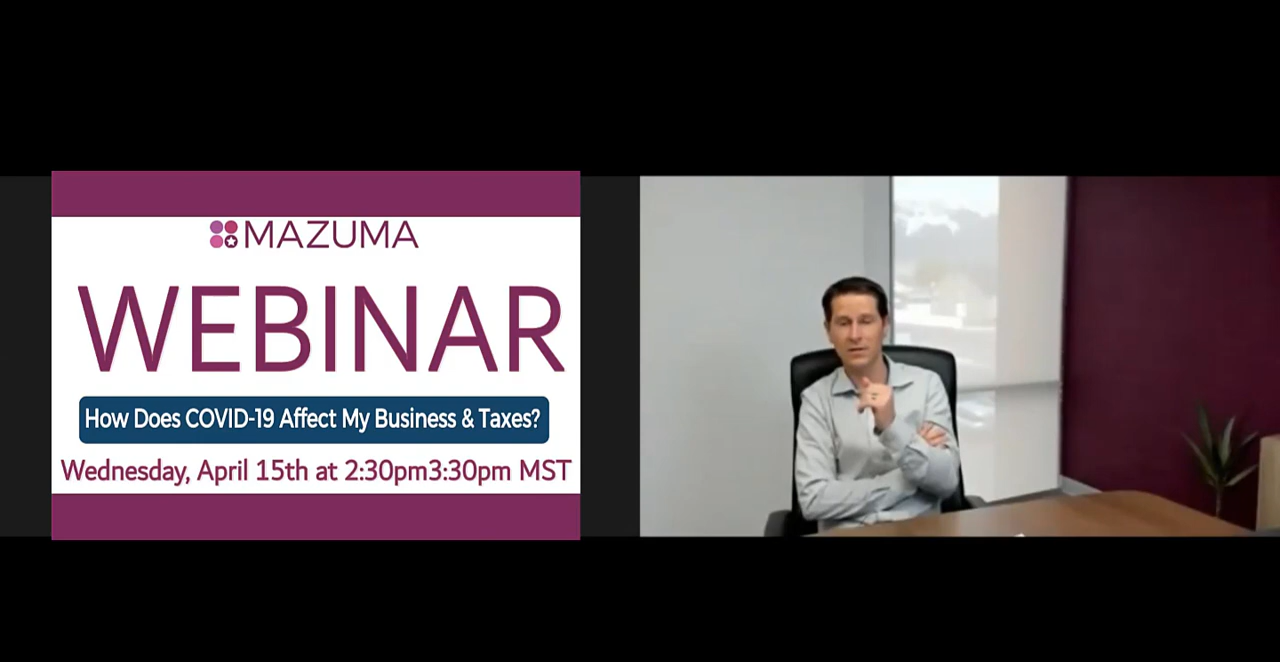 MAZUMA
WEBINAR
How Does COVID-19 Affect My Business & Taxes?
Wednesday, April 15th at 2:30pm3:30pm MST